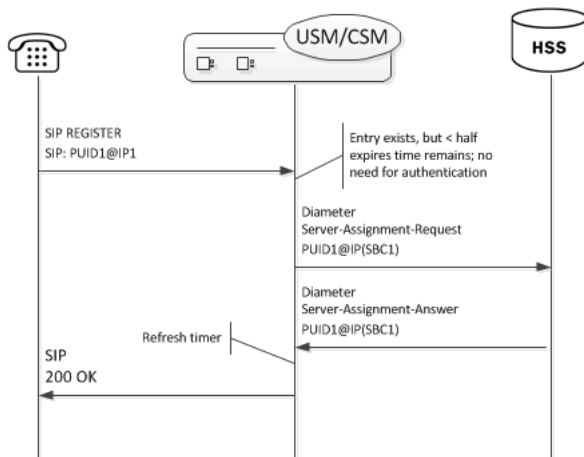 USM/CSM
HSS
SIP REGISTER
SIP: PUID1@IP1
Entry exists, but < half
expires time remains; no
need for authentication
Diameter
Server-Assignment-Request
PUID1@IP(SBC1)
Diameter
Server-Assignment-Answer
PUID1@IP(SBC1)
Refresh timer
SIP
200 OK